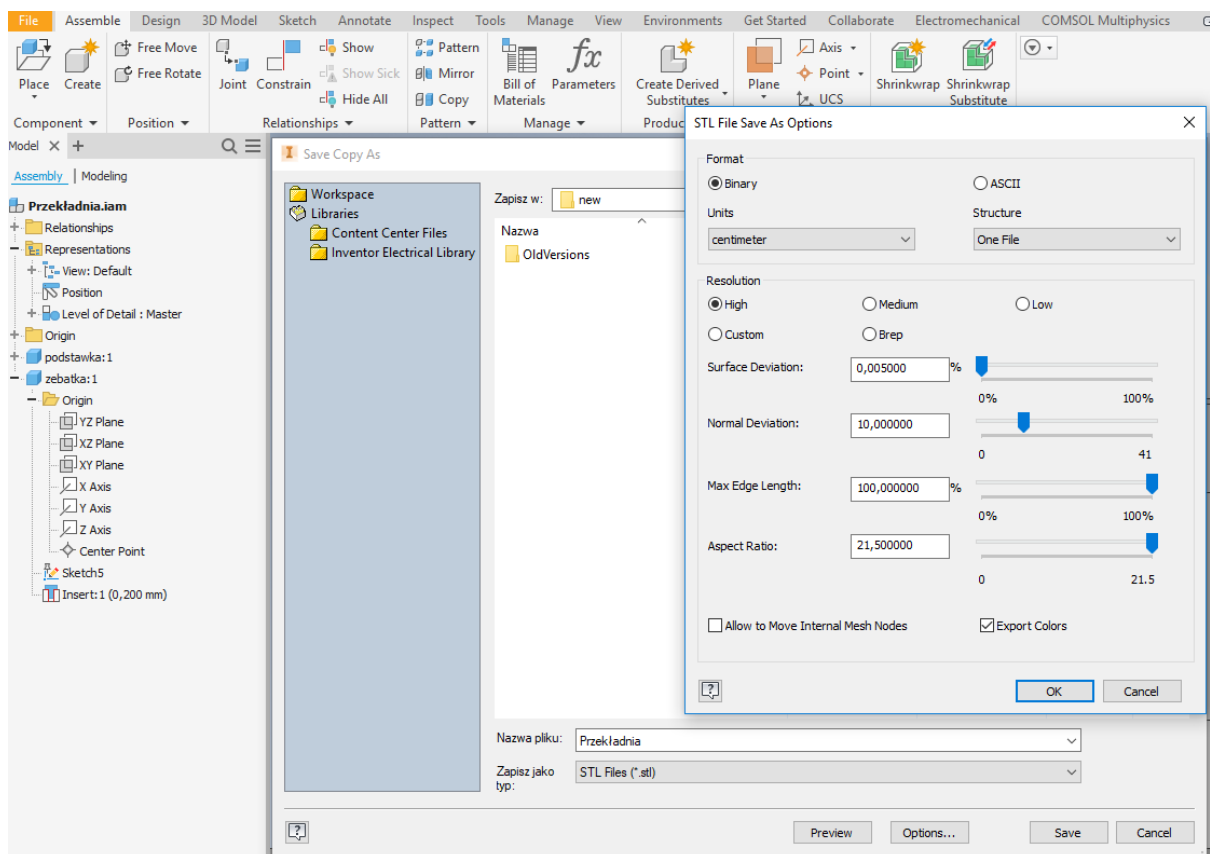 File Assemble Design 3D Model Sketch Annotate Inspect Tools Manage View Environments Get Started Collaborate Electromechanical COMSOL Multiphysics
Place
Create
Free Move
Free Rotate
Joint
Constrain
Show
Show Sick
Hide All
Pattern
Mirror
Copy
Bill of
Materials
Parameters
Create Derived
Substitutes
Plane
Axis
Point
UCS
Shrinkwrap
Shrinkwrap
Substitute
Component Position Relationships Pattern Manage Produc
Model
Assembly Modeling
Przekładnia.iam
Relationships
Representations
View: Default
Position
Level of Detail : Master
Origin
podstawka:1
zebatka:1
Origin
YZ Plane
XZ Plane
XY Plane
X Axis
Y Axis
Z Axis
Center Point
Sketch5
Insert:1 (0,200 mm)
Save Copy As
Workspace
Libraries
Content Center Files
Inventor Electrical Library
Zapisz w: new
Nazwa
OldVersions
Nazwa pliku: Przekładnia
Zapisz jako
typ:
STL Files (*.stl)
Preview Options... Save Cancel
STL File Save As Options
Format
Binary ASCII
Units Structure
centimeter One File
Resolution
High Medium Low
Custom Brep
Surface Deviation: 0,005000 %
0% 100%
Normal Deviation: 10,000000
0 41
Max Edge Length: 100,000000 %
0% 100%
Aspect Ratio: 21,500000
0 21.5
Allow to Move Internal Mesh Nodes Export Colors
OK Cancel